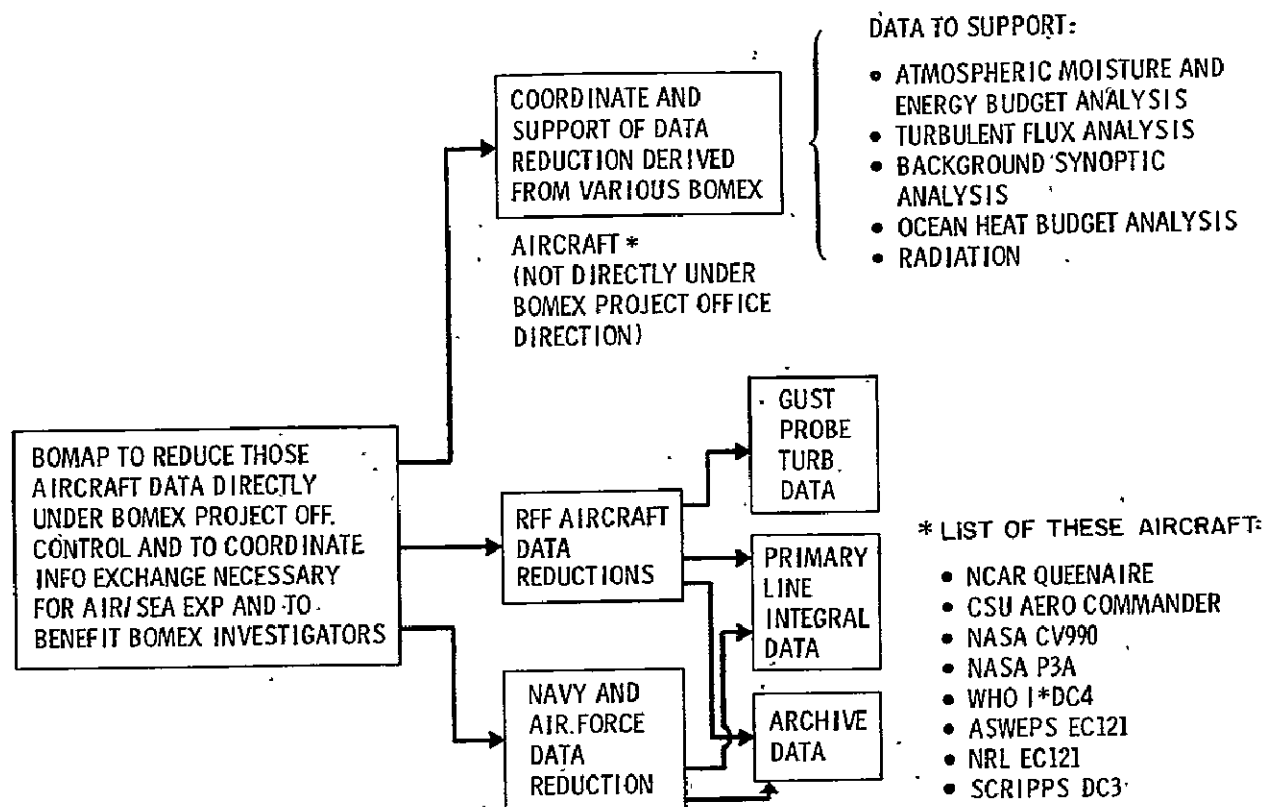 DATA TO SUPPORT:
• ATMOSPHERIC MOISTURE AND
ENERGY BUDGET ANALYSIS
• TURBULENT FLUX ANALYSIS
• BACKGROUND SYNOPTIC
ANALYSIS
• OCEAN HEAT BUDGET ANALYSIS
• RADIATION
COORDINATE AND
SUPPORT OF DATA
REDUCTION DERIVED
FROM VARIOUS BOMEX
AIRCRAFT *
(NOT DIRECTLY UNDER
BOMEX PROJECT OFFICE
DIRECTION)
BOMAP TO REDUCE THOSE
AIRCRAFT DATA DIRECTLY
UNDER BOMEX PROJECT OFF.
CONTROL AND TO COORDINATE
INFO EXCHANGE NECESSARY
FOR AIR/SEA EXP AND TO
BENEFIT BOMEX INVESTIGATORS
RFF AIRCRAFT
DATA
REDUCTIONS
NAVY AND
AIR.FORCE
DATA
REDUCTION
GUST
PROBE
TURB
DATA
PRIMARY
LINE
INTEGRAL
DATA
ARCHIVE
DATA
* LIST OF THESE AIRCRAFT:
• NCAR QUEENAIRE
• CSU AERO COMMANDER
• NASA CV990
• NASA P3A
• WHO I*DC4
• ASWEPS EC121
• NRL EC121
• SCRIPPS DC3